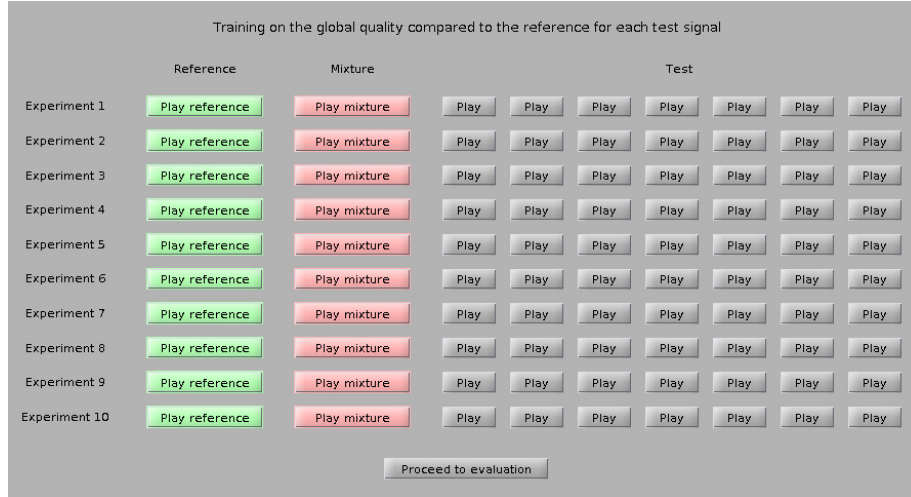 Training on the global quality compared to the reference for each test signal
Reference Mixture Test
Experiment 1 Play reference Play mixture Play Play Play Play Play Play Play
Experiment 2 Play reference Play mixture Play Play Play Play Play Play Play
Experiment 3 Play reference Play mixture Play Play Play Play Play Play Play
Experiment 4 Play reference Play mixture Play Play Play Play Play Play Play
Experiment 5 Play reference Play mixture Play Play Play Play Play Play Play
Experiment 6 Play reference Play mixture Play Play Play Play Play Play Play
Experiment 7 Play reference Play mixture Play Play Play Play Play Play Play
Experiment 8 Play reference Play mixture Play Play Play Play Play Play Play
Experiment 9 Play reference Play mixture Play Play Play Play Play Play Play
Experiment 10 Play reference Play mixture Play Play Play Play Play Play Play
Proceed to evaluation